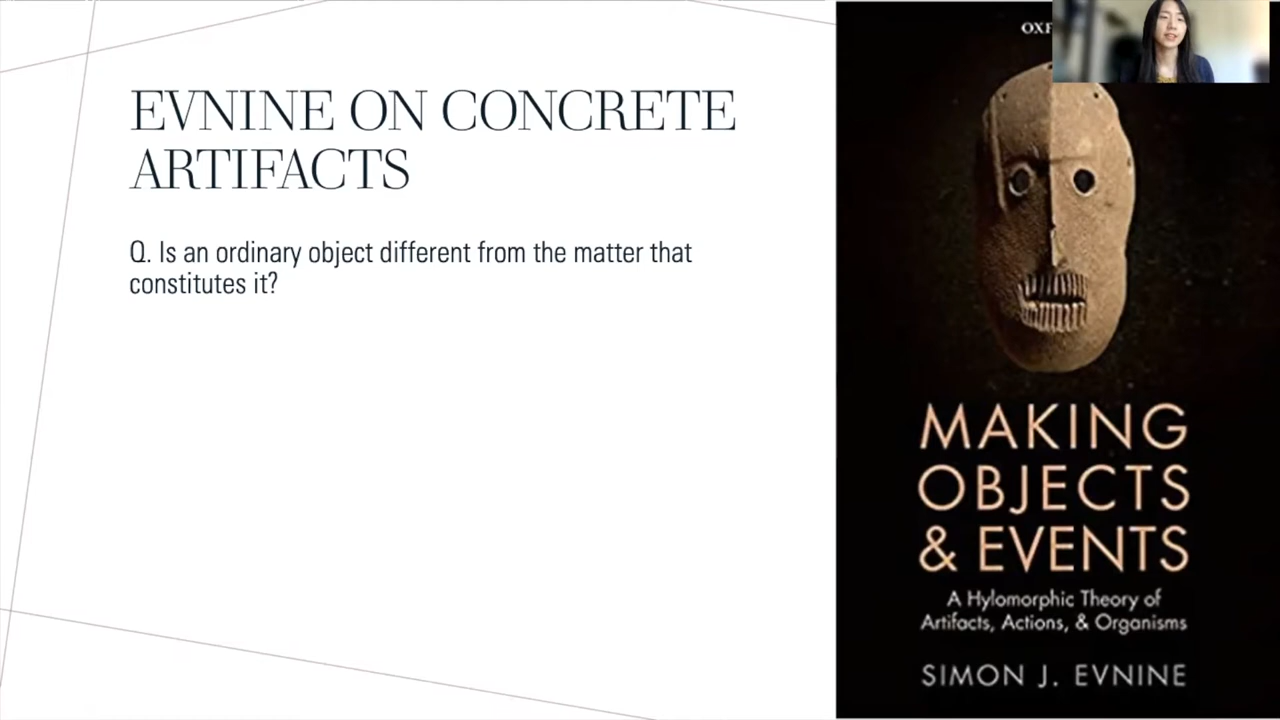 EVNINE ON CONCRETE
ARTIFACTS
Q. Is an ordinary object different from the matter that
constitutes it?
MAKING
OBJECTS
& EVENTS
A Hylomorphic Theory of
Artifacts, Actions, & Organisms
SIMON J. EVNINE